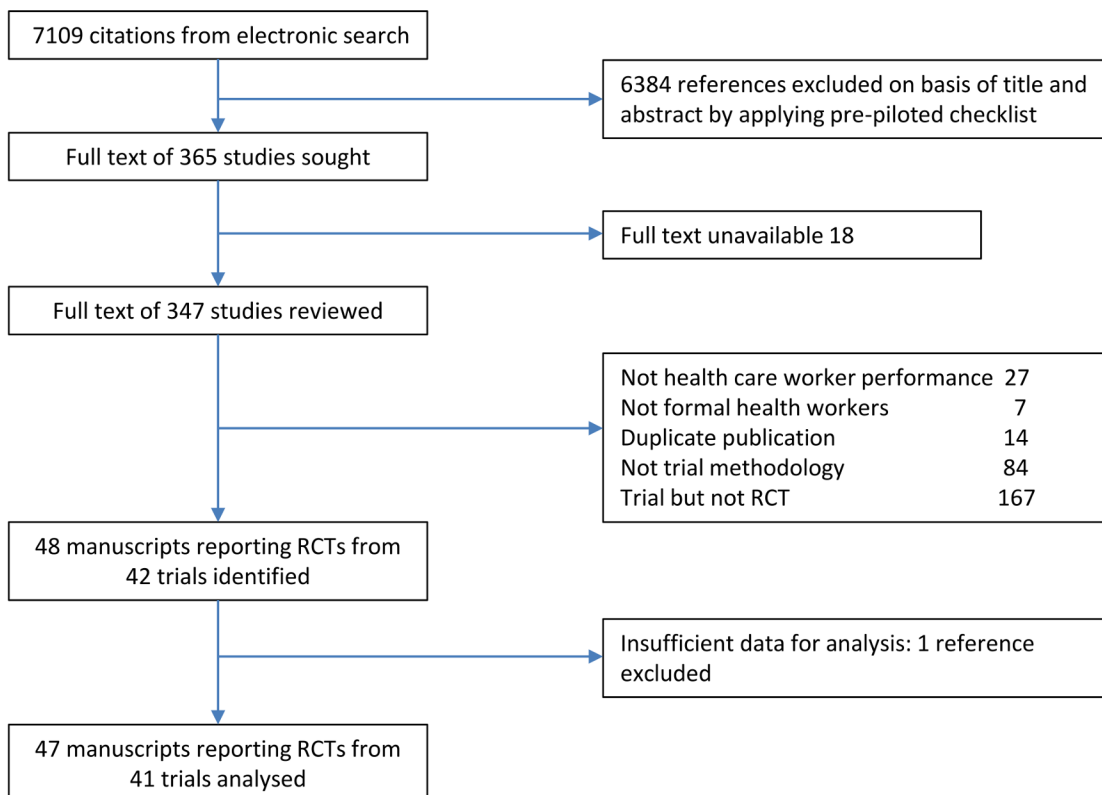 7109 citations from electronic search
6384 references excluded on basis of title and
abstract by applying pre-piloted checklist
Full text of 365 studies sought
Full text unavailable 18
Full text of 347 studies reviewed
Not health care worker performance 27
Not formal health workers 7
Duplicate publication 14
Not trial methodology 84
Trial but not RCT 167
48 manuscripts reporting RCTs from
42 trials identified
Insufficient data for analysis: 1 reference
excluded
47 manuscripts reporting RCTs from
41 trials analysed